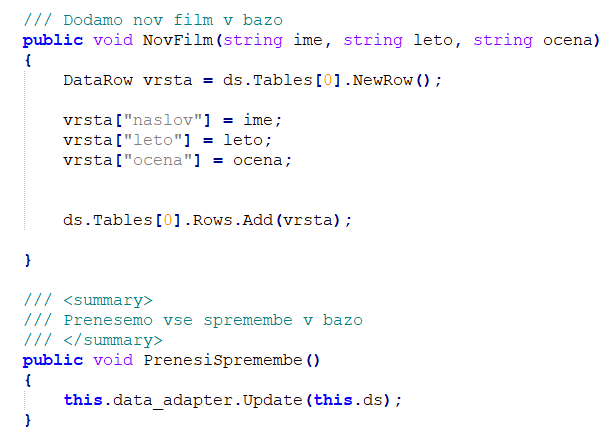 /// Dodamo nov film v bazo
public void NovFilm(string ime, string leto, string ocena)
{
    DataRow vrsta = ds.Tables[0].NewRow();
    vrsta["naslov"] = ime;
    vrsta["leto"] = leto;
    vrsta["ocena"] = ocena;
    ds.Tables[0].Rows.Add(vrsta);
}
/// <summary>
/// Prenesemo vse spremembe v bazo
/// </summary>
public void PrenesiSpremembe()
{
    this.data_adapter.Update(this.ds);
}